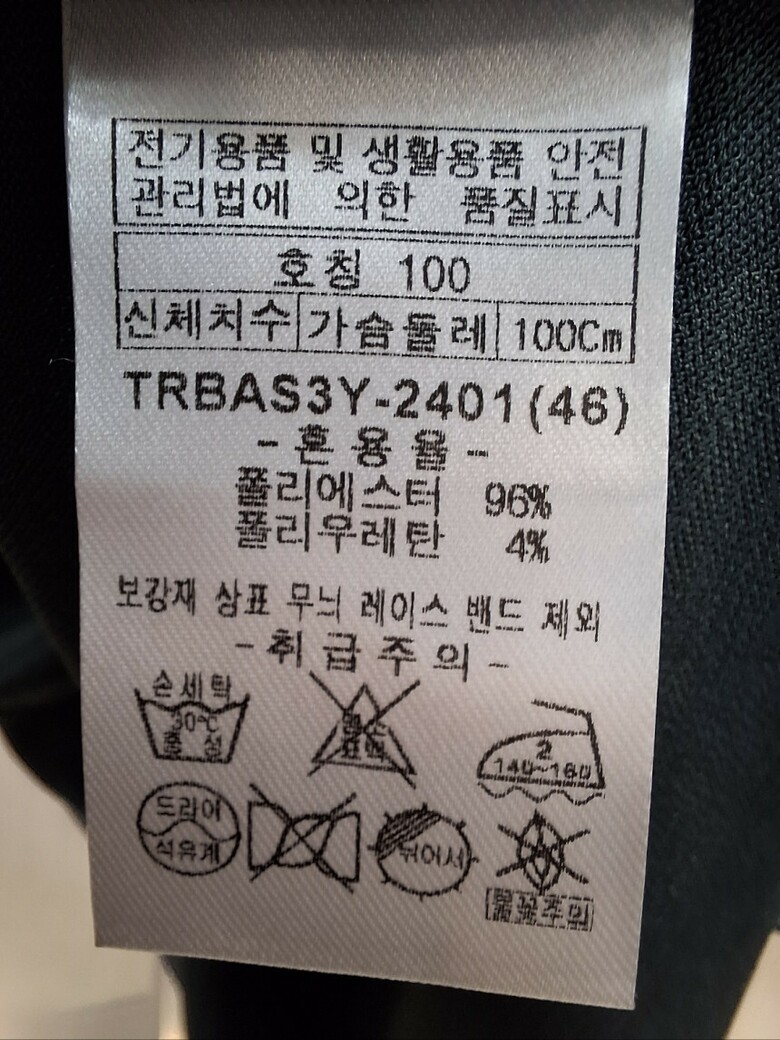 전기용품 및 생활용품 안전
관리법에 의한 품질표시
호칭 100
신체치수 가슴둘레 100Cm
TRBAS3Y-2401(46)
-혼용율-
폴리에스터 96%
폴리우레탄 4%
보강재 상표 무늬 레이스 밴드 제외
-취급주의-
손세탁
30℃
중성
2
140~160
드라이
석유계
뉘어서
불꽃주의